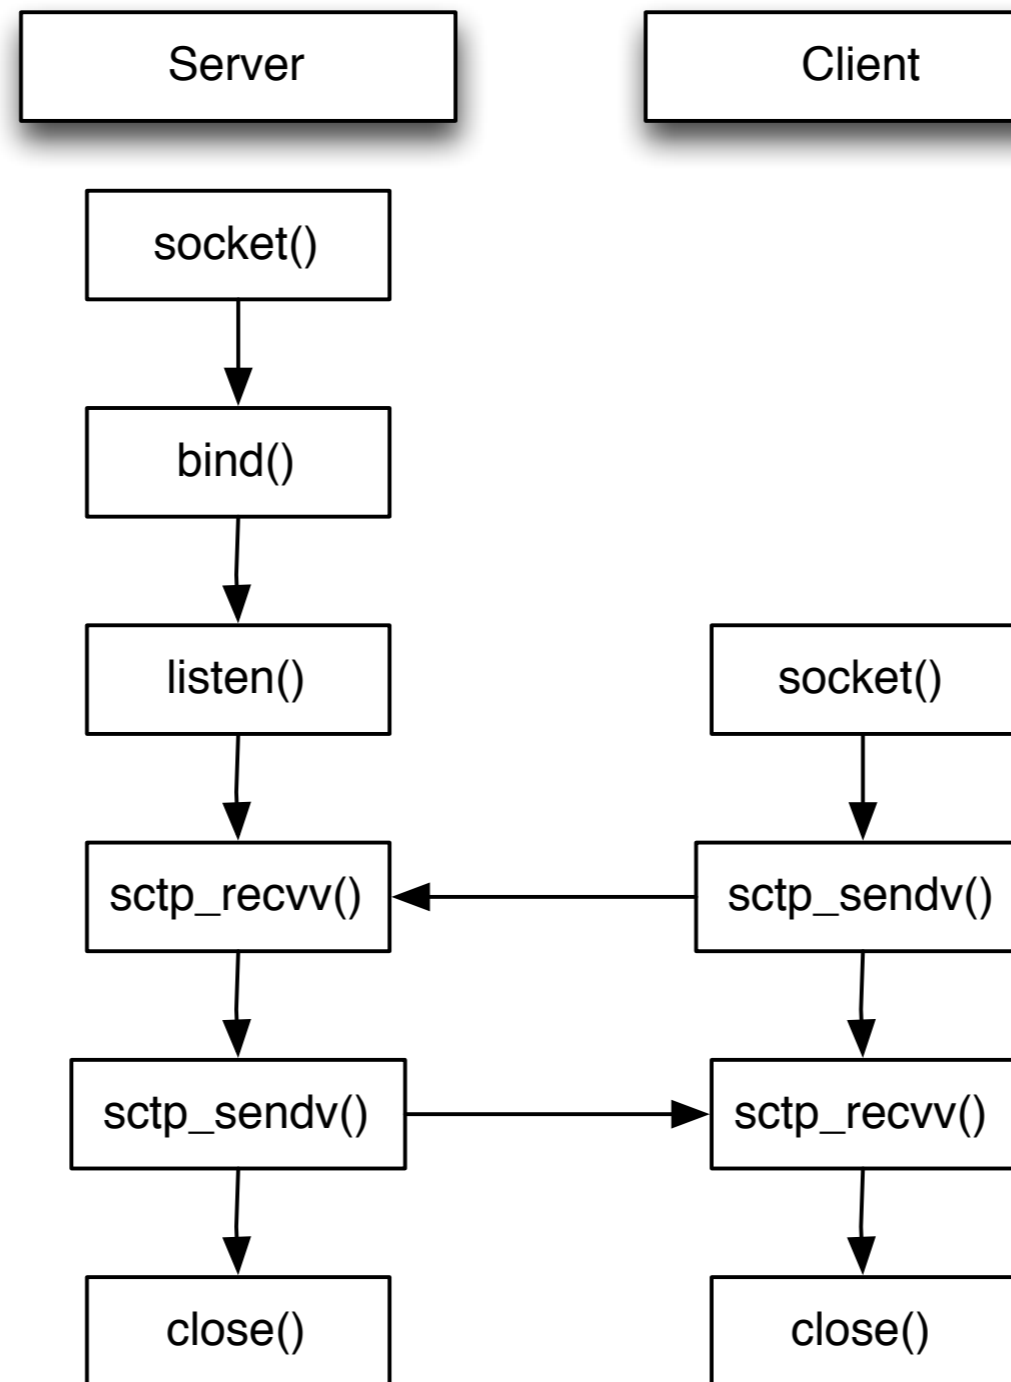 Server
Client
socket()
bind()
listen()
socket()
sctp_recvv()
sctp_sendv()
sctp_sendv()
sctp_recvv()
close()
close()